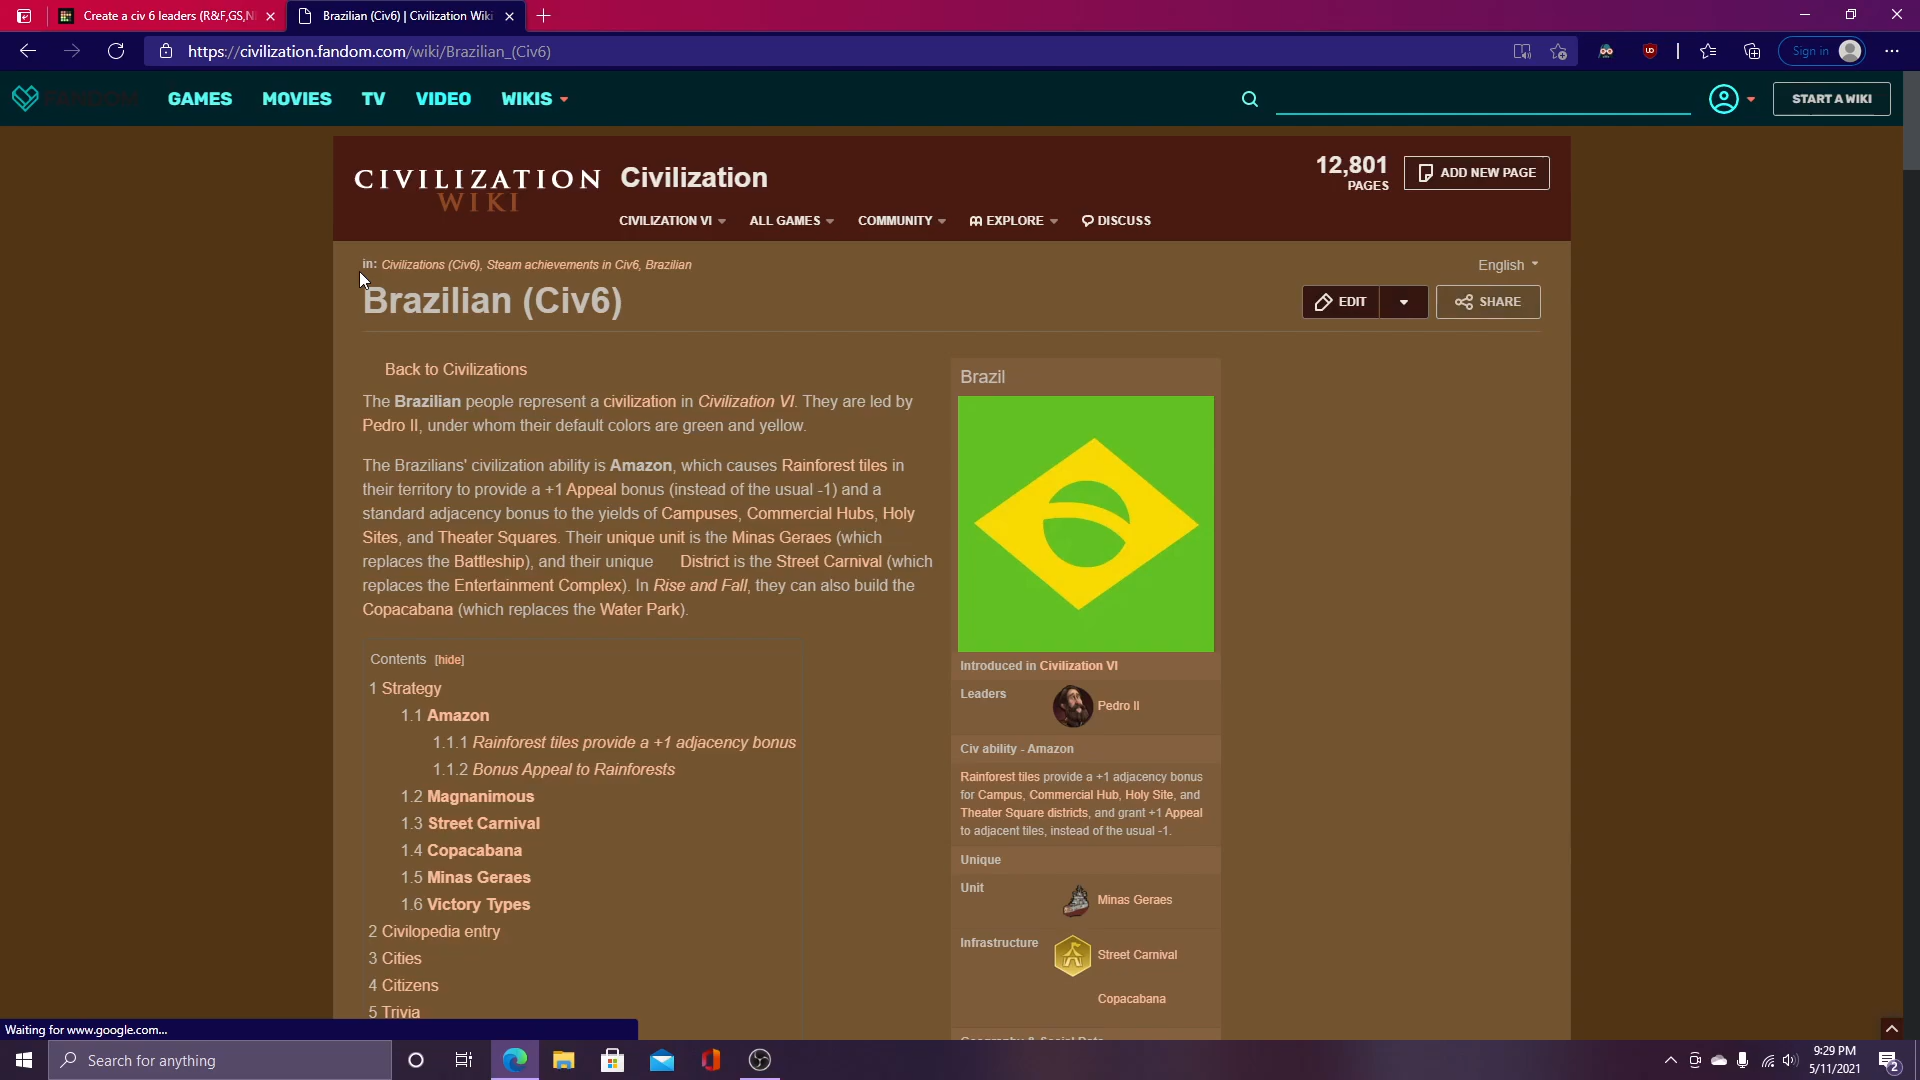 Create a civ 6 leaders (R&F,GS,N
Brazilian (Civ6) | Civilization Wiki
https://civilization.fandom.com/wiki/Brazilian_(Civ6)
Sign in
GAMES MOVIES TV VIDEO WIKIS
START A WIKI
CIVILIZATION
WIKI
Civilization
12,801
PAGES
ADD NEW PAGE
CIVILIZATION VI ALL GAMES COMMUNITY EXPLORE DISCUSS
in: Civilizations (Civ6), Steam achievements in Civ6, Brazilian
English
Brazilian (Civ6)
EDIT
SHARE
Back to Civilizations
The Brazilian people represent a civilization in Civilization VI. They are led by
Pedro II, under whom their default colors are green and yellow.
The Brazilians' civilization ability is Amazon, which causes Rainforest tiles in
their territory to provide a +1 Appeal bonus (instead of the usual -1) and a
standard adjacency bonus to the yields of Campuses, Commercial Hubs, Holy
Sites, and Theater Squares. Their unique unit is the Minas Geraes (which
replaces the Battleship), and their unique District is the Street Carnival (which
replaces the Entertainment Complex). In Rise and Fall, they can also build the
Copacabana (which replaces the Water Park).
Contents [hide]
1 Strategy
1.1 Amazon
1.1.1 Rainforest tiles provide a +1 adjacency bonus
1.1.2 Bonus Appeal to Rainforests
1.2 Magnanimous
1.3 Street Carnival
1.4 Copacabana
1.5 Minas Geraes
1.6 Victory Types
2 Civilopedia entry
3 Cities
4 Citizens
5 Trivia
Brazil
Introduced in Civilization VI
Leaders
Pedro II
Civ ability - Amazon
Rainforest tiles provide a +1 adjacency bonus
for Campus, Commercial Hub, Holy Site, and
Theater Square districts, and grant +1 Appeal
to adjacent tiles, instead of the usual -1.
Unique
Unit
Minas Geraes
Infrastructure
Street Carnival
Copacabana
Geography & Social Data
Waiting for www.google.com...
Search for anything
9:29 PM
5/11/2021
2